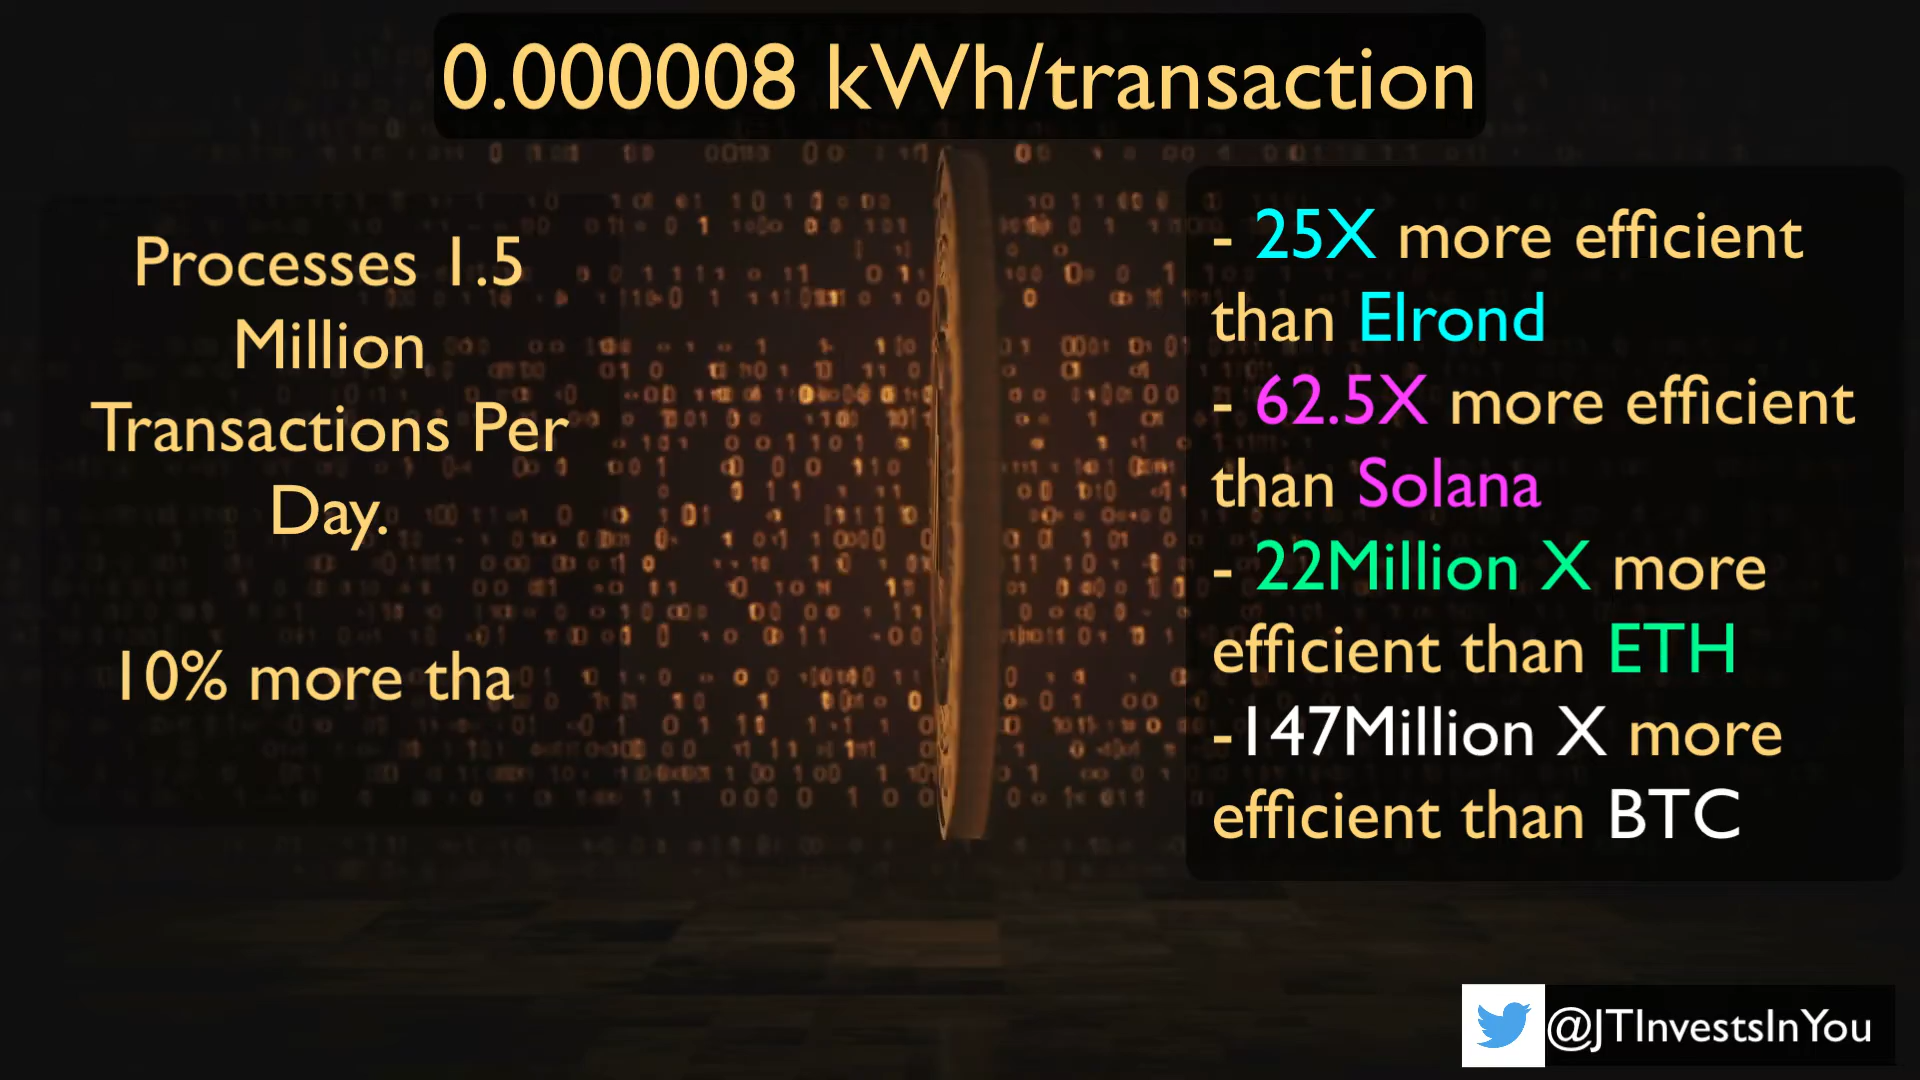 0.000008 kWh/transaction
Processes 1.5
Million
Transactions Per
Day.
10% more tha
- 25X more efficient
than Elrond
- 62.5X more efficient
than Solana
- 22Million X more
efficient than ETH
-147Million X more
efficient than BTC
@JTInvestsInYou